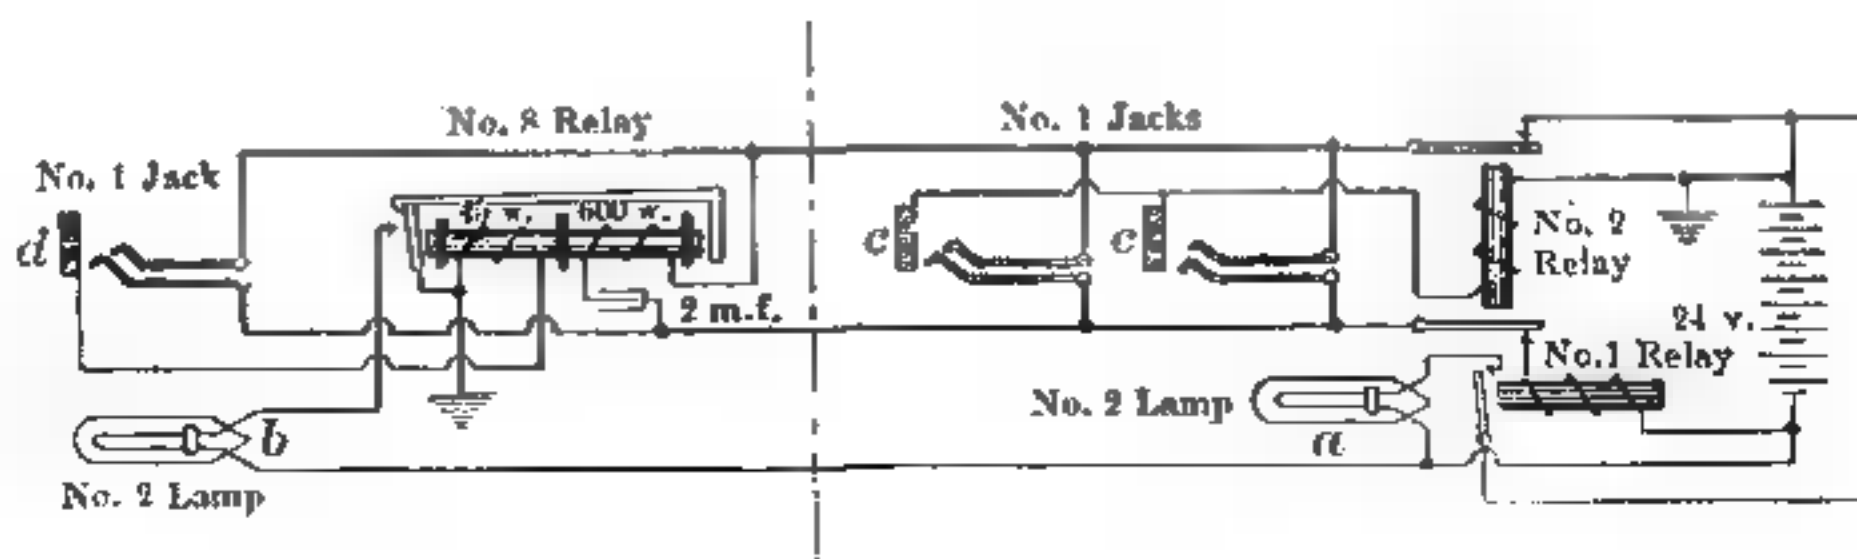 No. 8 Relay
No. 1 Jacks
No. 1 Jack
600 w.
d
c
c
No. 2
Relay
2 m.f.
24 v.
No.1 Relay
No. 2 Lamp
a
b
No. 2 Lamp